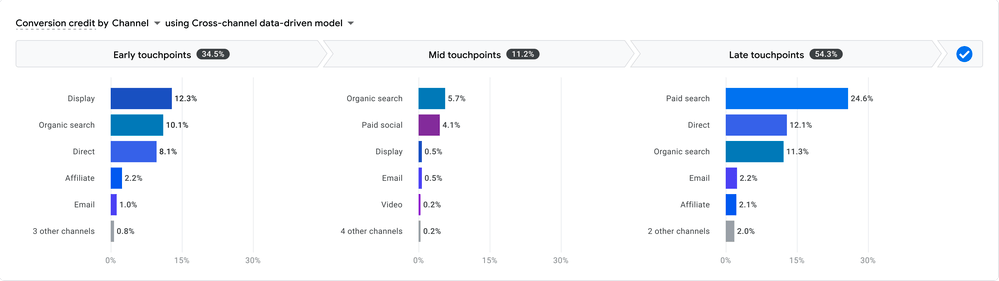 Conversion credit by Channel using Cross-channel data-driven model
Early touchpoints 34.5%
Display 12.3%
Organic search 10.1%
Direct 8.1%
Affiliate 2.2%
Email 1.0%
3 other channels 0.8%
0% 15% 30%
Mid touchpoints 11.2%
Organic search 5.7%
Paid social 4.1%
Display 0.5%
Email 0.5%
Video 0.2%
4 other channels 0.2%
0% 15% 30%
Late touchpoints 54.3%
Paid search 24.6%
Direct 12.1%
Organic search 11.3%
Email 2.2%
Affiliate 2.1%
2 other channels 2.0%
0% 15% 30%